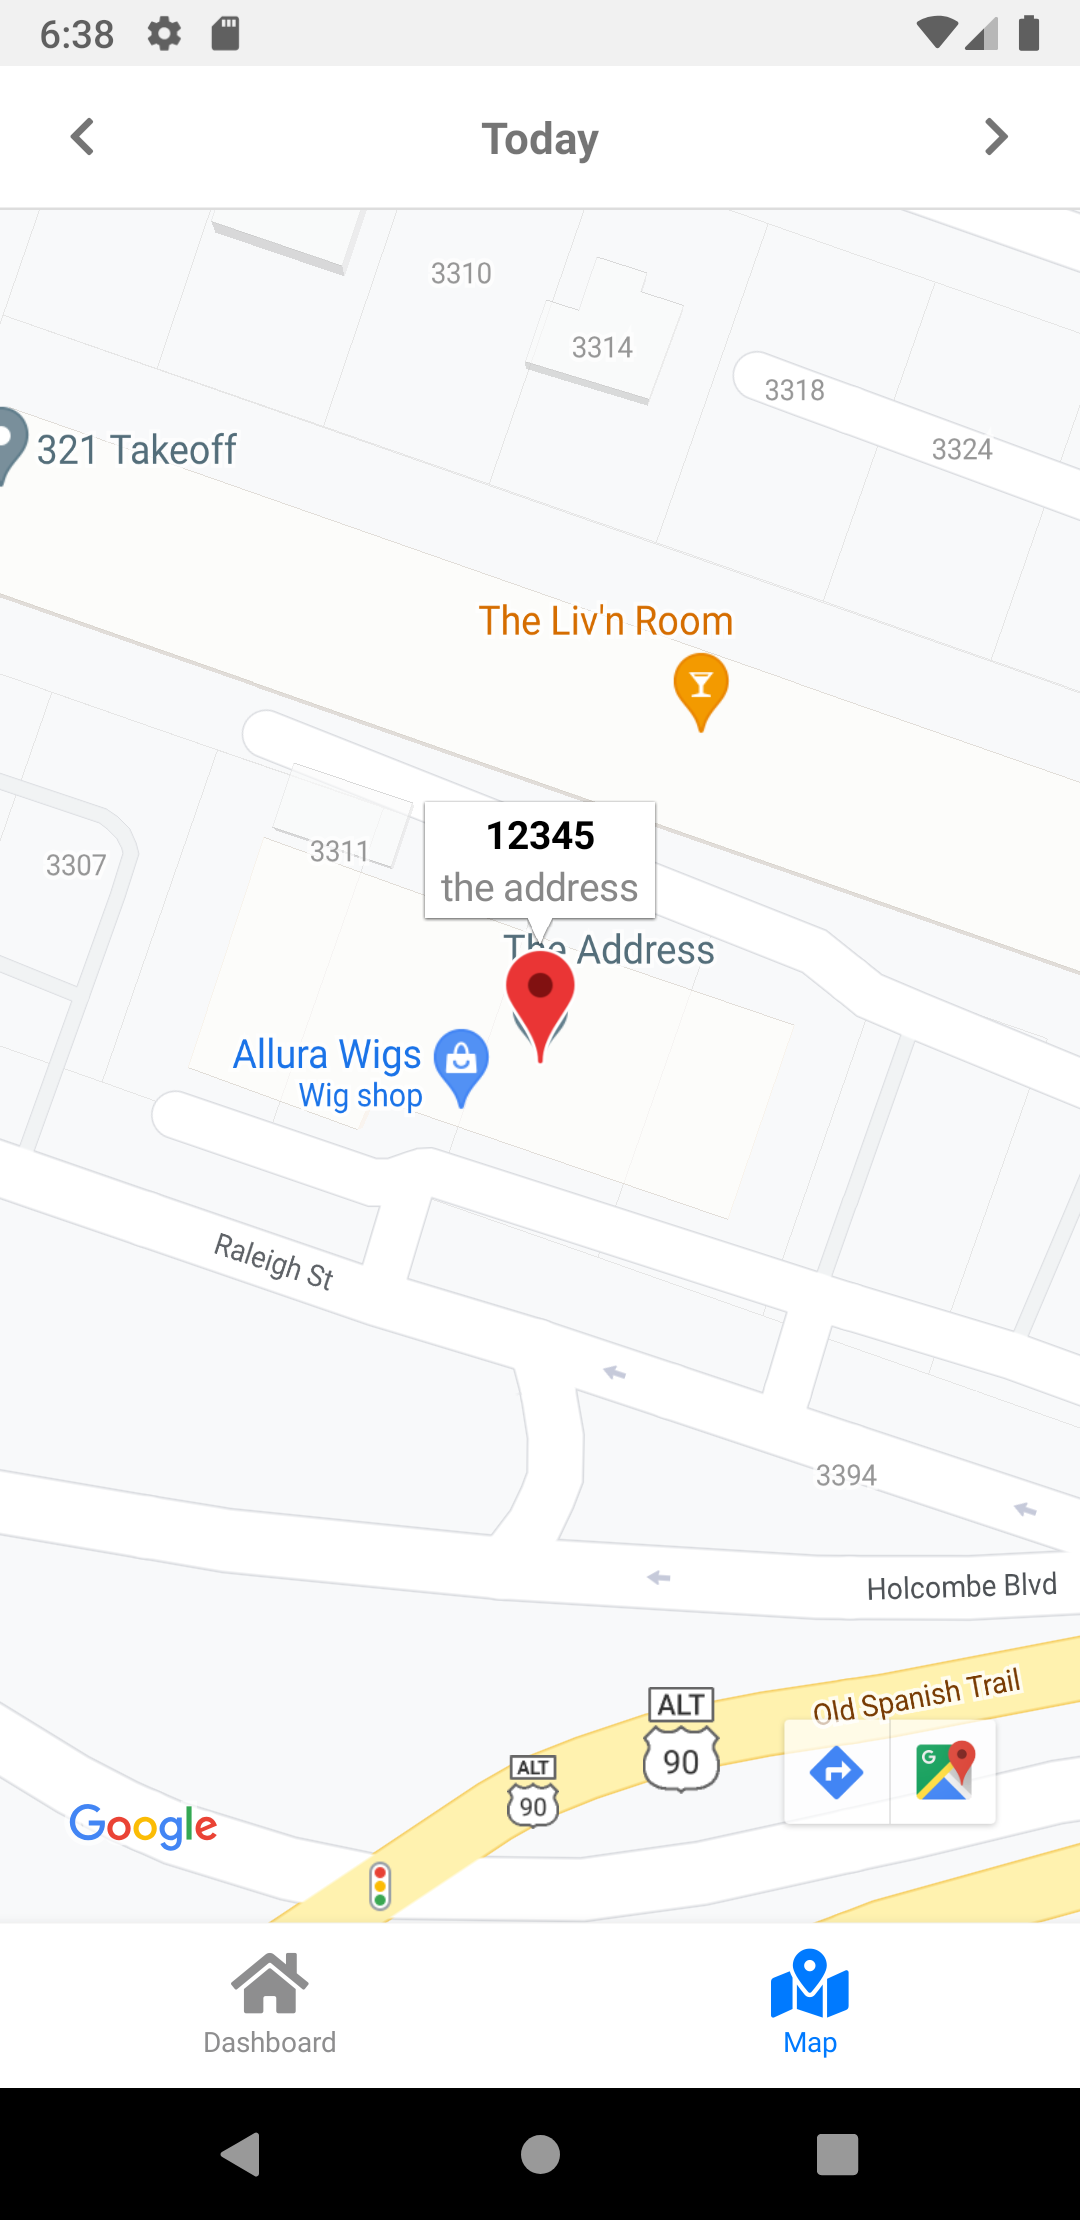 6:38
Today
3310
3314
3318
3324
321 Takeoff
The Liv'n Room
12345
the address
3311
3307
The Address
Allura Wigs
Wig shop
Raleigh St
3394
Holcombe Blvd
Old Spanish Trail
ALT
90
ALT
90
G
Google
Dashboard
Map